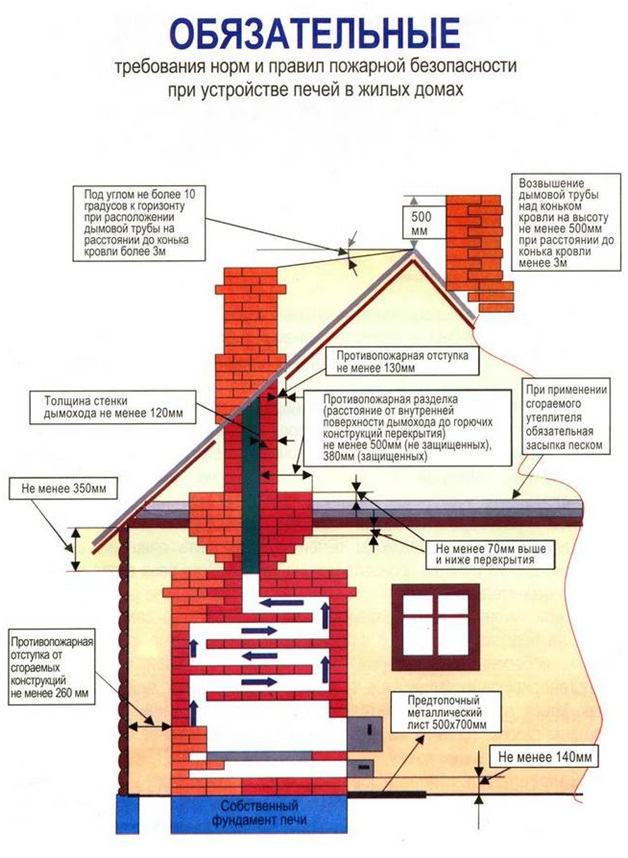 ОБЯЗАТЕЛЬНЫЕ
требования норм и правил пожарной безопасности
при устройстве печей в жилых домах
Под углом не более 10
градусов к горизонту
при расположении
дымовой трубы на
расстоянии до конька
кровли более 3м
500
мм
Возвышение
дымовой трубы
над коньком
кровли на высоту
не менее 500мм
при расстоянии до
конька кровли
менее 3м
Противопожарная отступка
не менее 130мм
Толщина стенки
дымохода не менее 120мм
Противопожарная разделка
(расстояние от внутренней
поверхности дымохода до горючих
конструкций перекрытия)
не менее 500мм (не защищенных),
380мм (защищенных)
При применении
сгораемого
утеплителя
обязательная
засыпка песком
Не менее 350мм
Не менее 70мм выше
и ниже перекрытия
Противопожарная
отступка от
сгораемых
конструкций
не менее 260 мм
Предтопочный
металлический
лист 500х700мм
Не менее 140мм
Собственный
фундамент печи